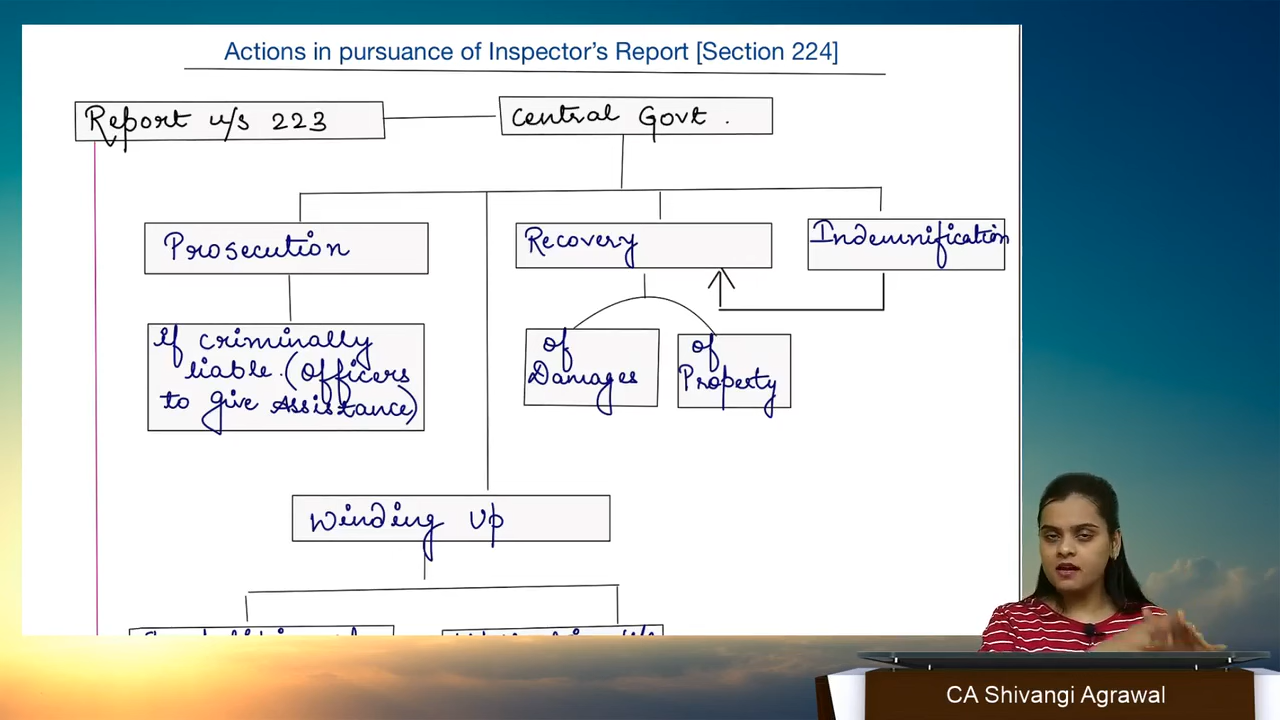 Actions in pursuance of Inspector's Report [Section 224]
Report u/s 223
Central Govt.
Prosecution
Recovery
Indemnification
if criminally
liable. (Officers
to give Assistance)
of
Damages
of
Property
Winding Up
CA Shivangi Agrawal